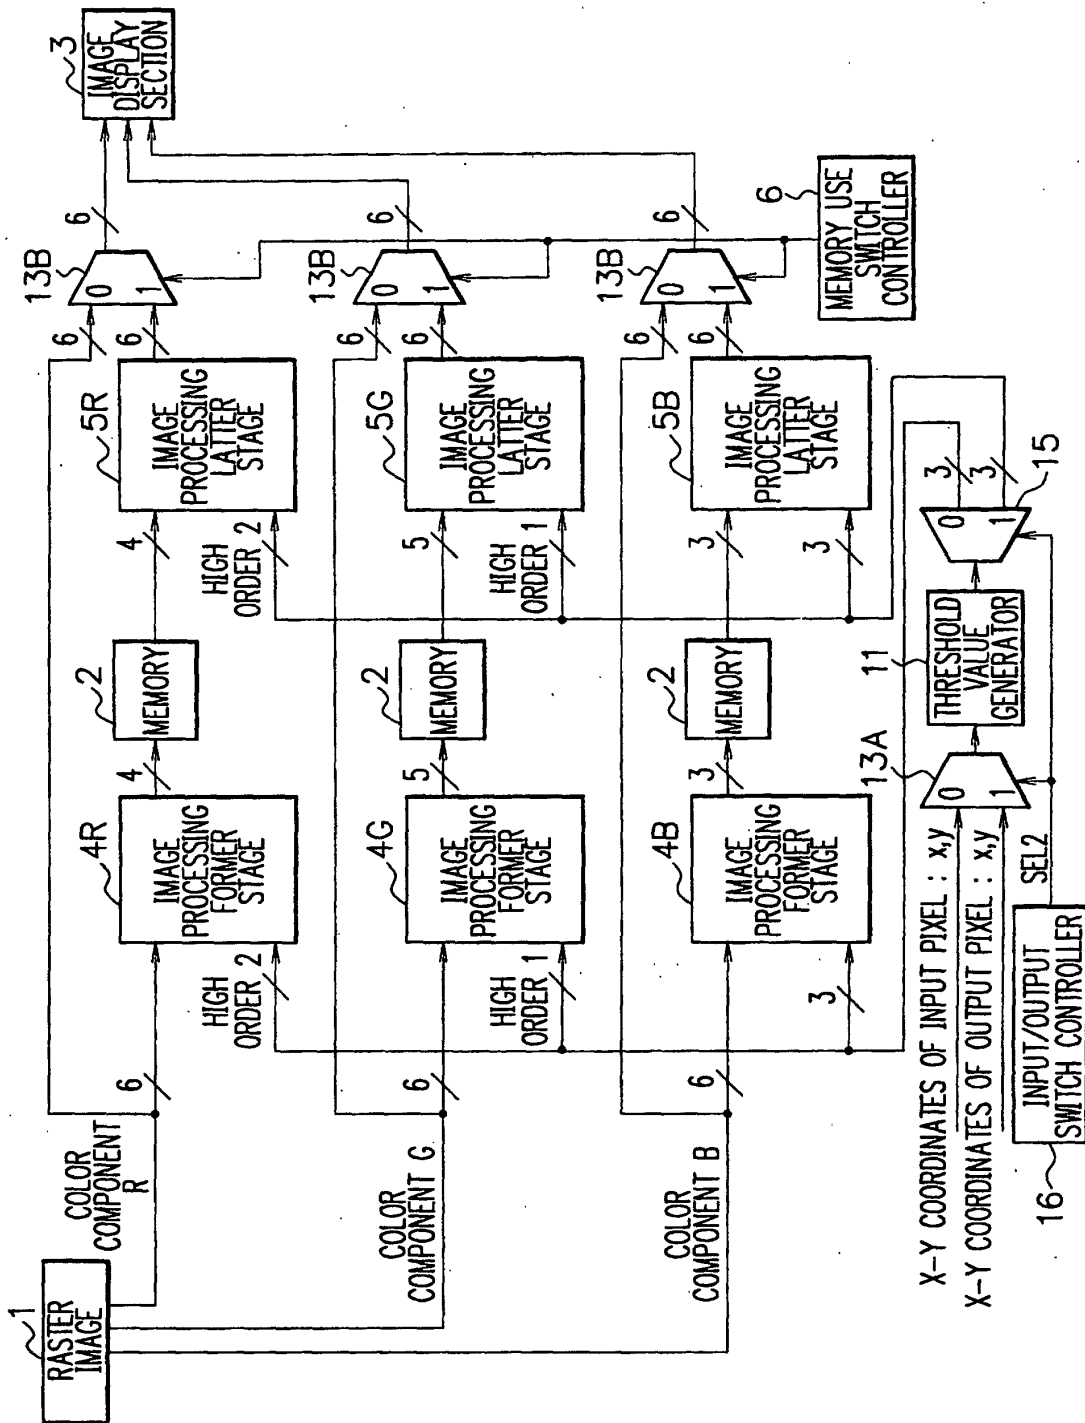 1
RASTER
IMAGE
COLOR
COMPONENT
R
6
4R
IMAGE
PROCESSING
FORMER
STAGE
HIGH
ORDER 2
4
2
MEMORY
4
5R
IMAGE
PROCESSING
LATTER
STAGE
HIGH
ORDER 2
6
6
13B
0
1
6
3
IMAGE
DISPLAY
SECTION
COLOR
COMPONENT G
6
4G
IMAGE
PROCESSING
FORMER
STAGE
HIGH
ORDER 1
5
2
MEMORY
5
5G
IMAGE
PROCESSING
LATTER
STAGE
HIGH
ORDER 1
6
6
13B
0
1
6
COLOR
COMPONENT B
6
4B
IMAGE
PROCESSING
FORMER
STAGE
3
3
2
MEMORY
3
5B
IMAGE
PROCESSING
LATTER
STAGE
3
6
6
13B
0
1
6
6
MEMORY USE
SWITCH
CONTROLLER
X-Y COORDINATES OF INPUT PIXEL : x,y
X-Y COORDINATES OF OUTPUT PIXEL : x,y
16
INPUT/OUTPUT
SWITCH CONTROLLER
SEL2
13A
0
1
11
THRESHOLD
VALUE
GENERATOR
15
0
1
3
3